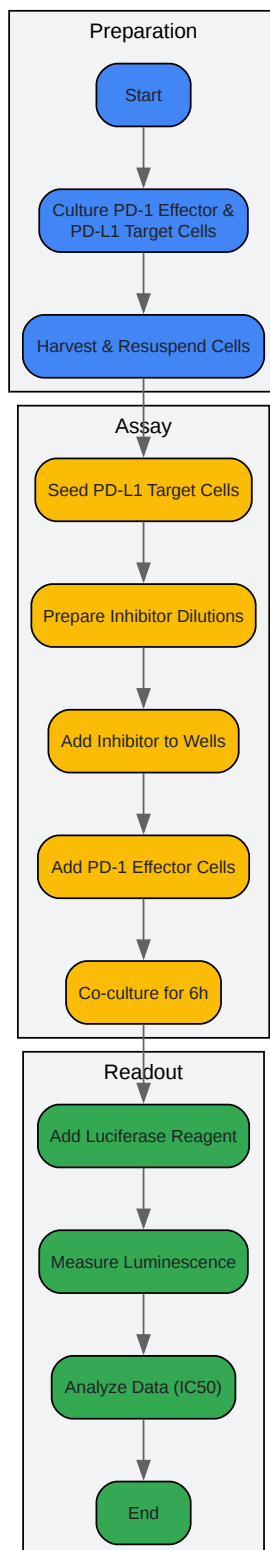 Preparation
Start
Culture PD-1 Effector &
PD-L1 Target Cells
Harvest & Resuspend Cells
Assay
Seed PD-L1 Target Cells
Prepare Inhibitor Dilutions
Add Inhibitor to Wells
Add PD-1 Effector Cells
Co-culture for 6h
Readout
Add Luciferase Reagent
Measure Luminescence
Analyze Data (IC50)
End